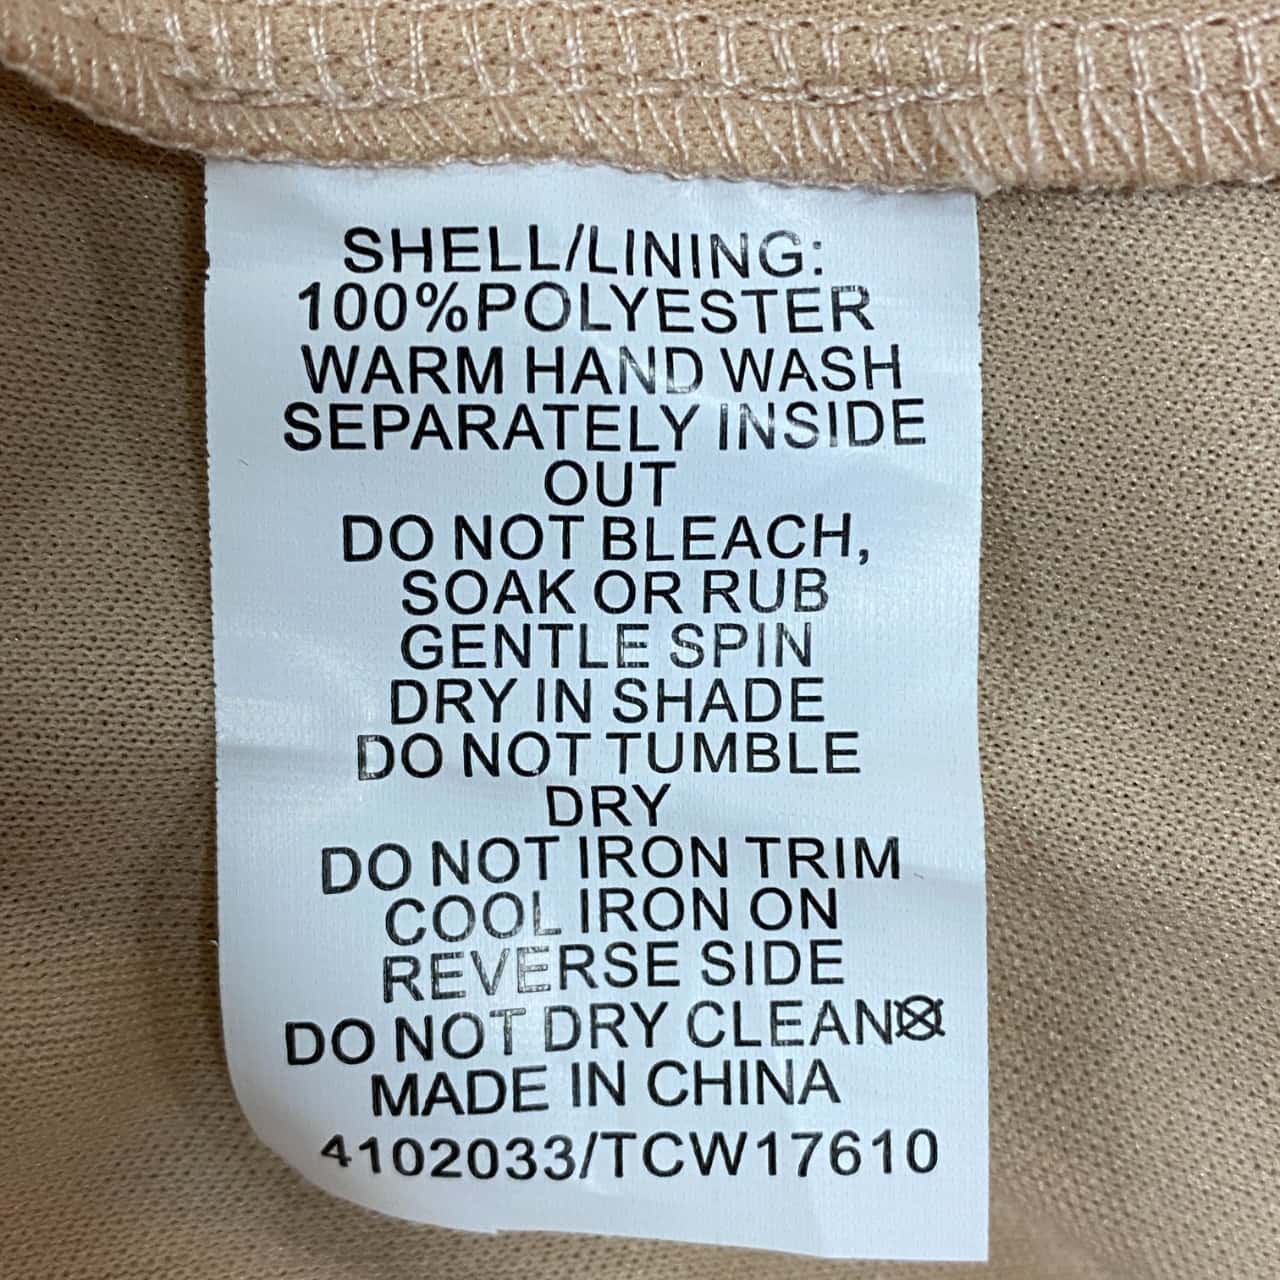 SHELL/LINING:
100%POLYESTER
WARM HAND WASH
SEPARATELY INSIDE
OUT
DO NOT BLEACH,
SOAK OR RUB
GENTLE SPIN
DRY IN SHADE
DO NOT TUMBLE
DRY
DO NOT IRON TRIM
COOL IRON ON
REVERSE SIDE
DO NOT DRY CLEAN
MADE IN CHINA
4102033/TCW17610